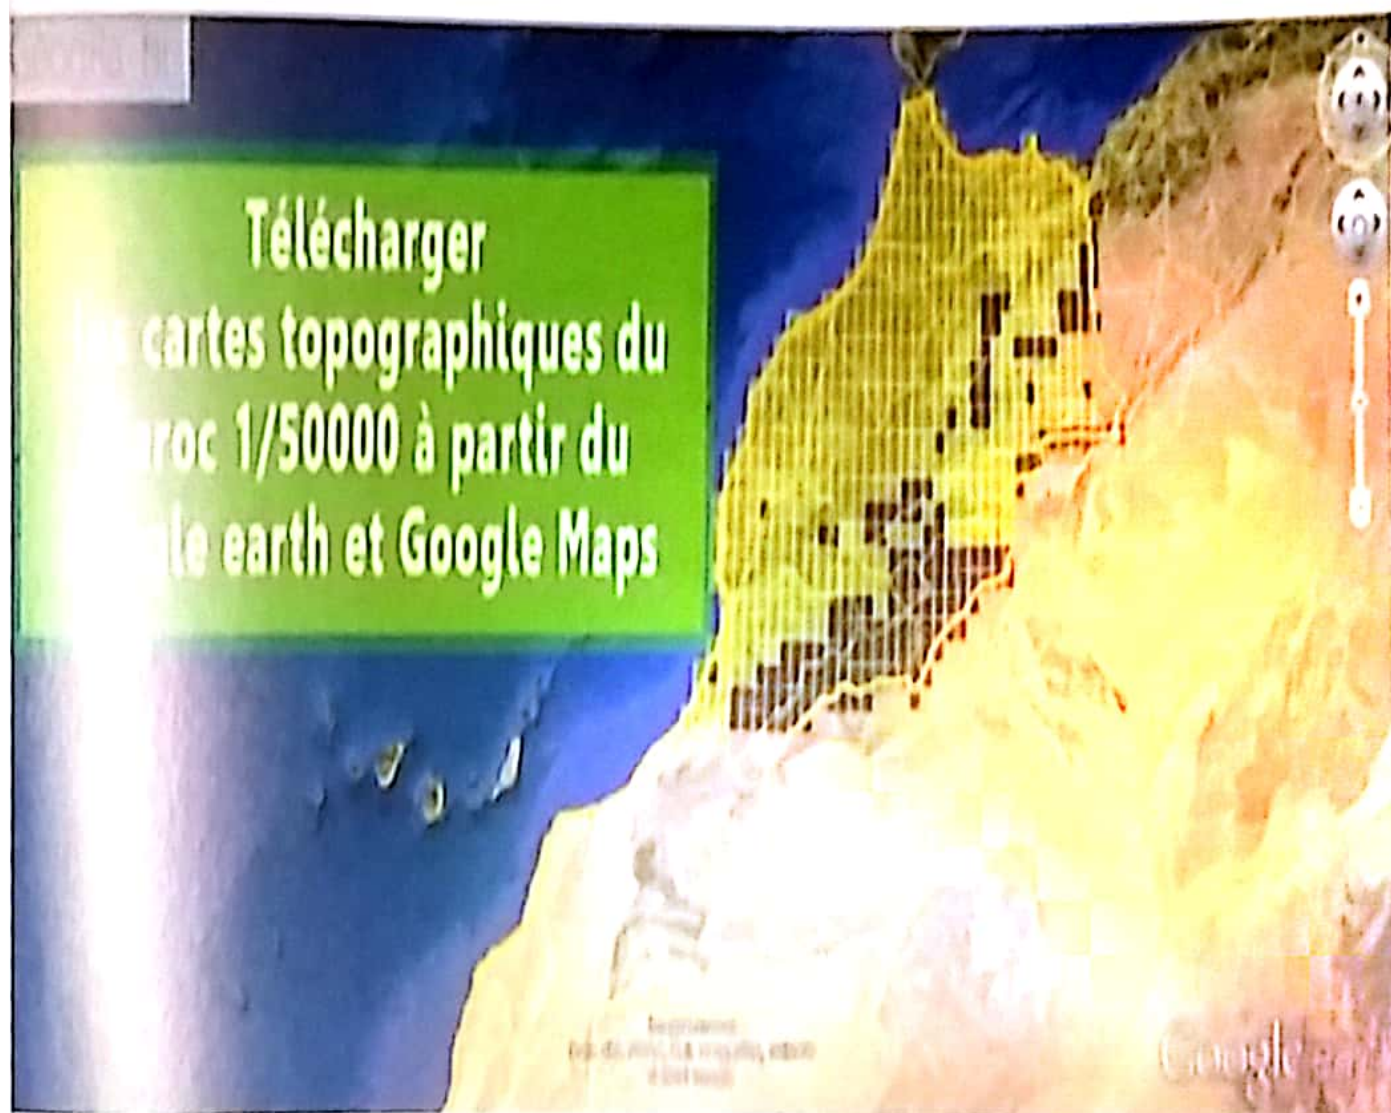 Télécharger
cartes topographiques du
roc 1/50000 à partir du
le earth et Google Maps
Google